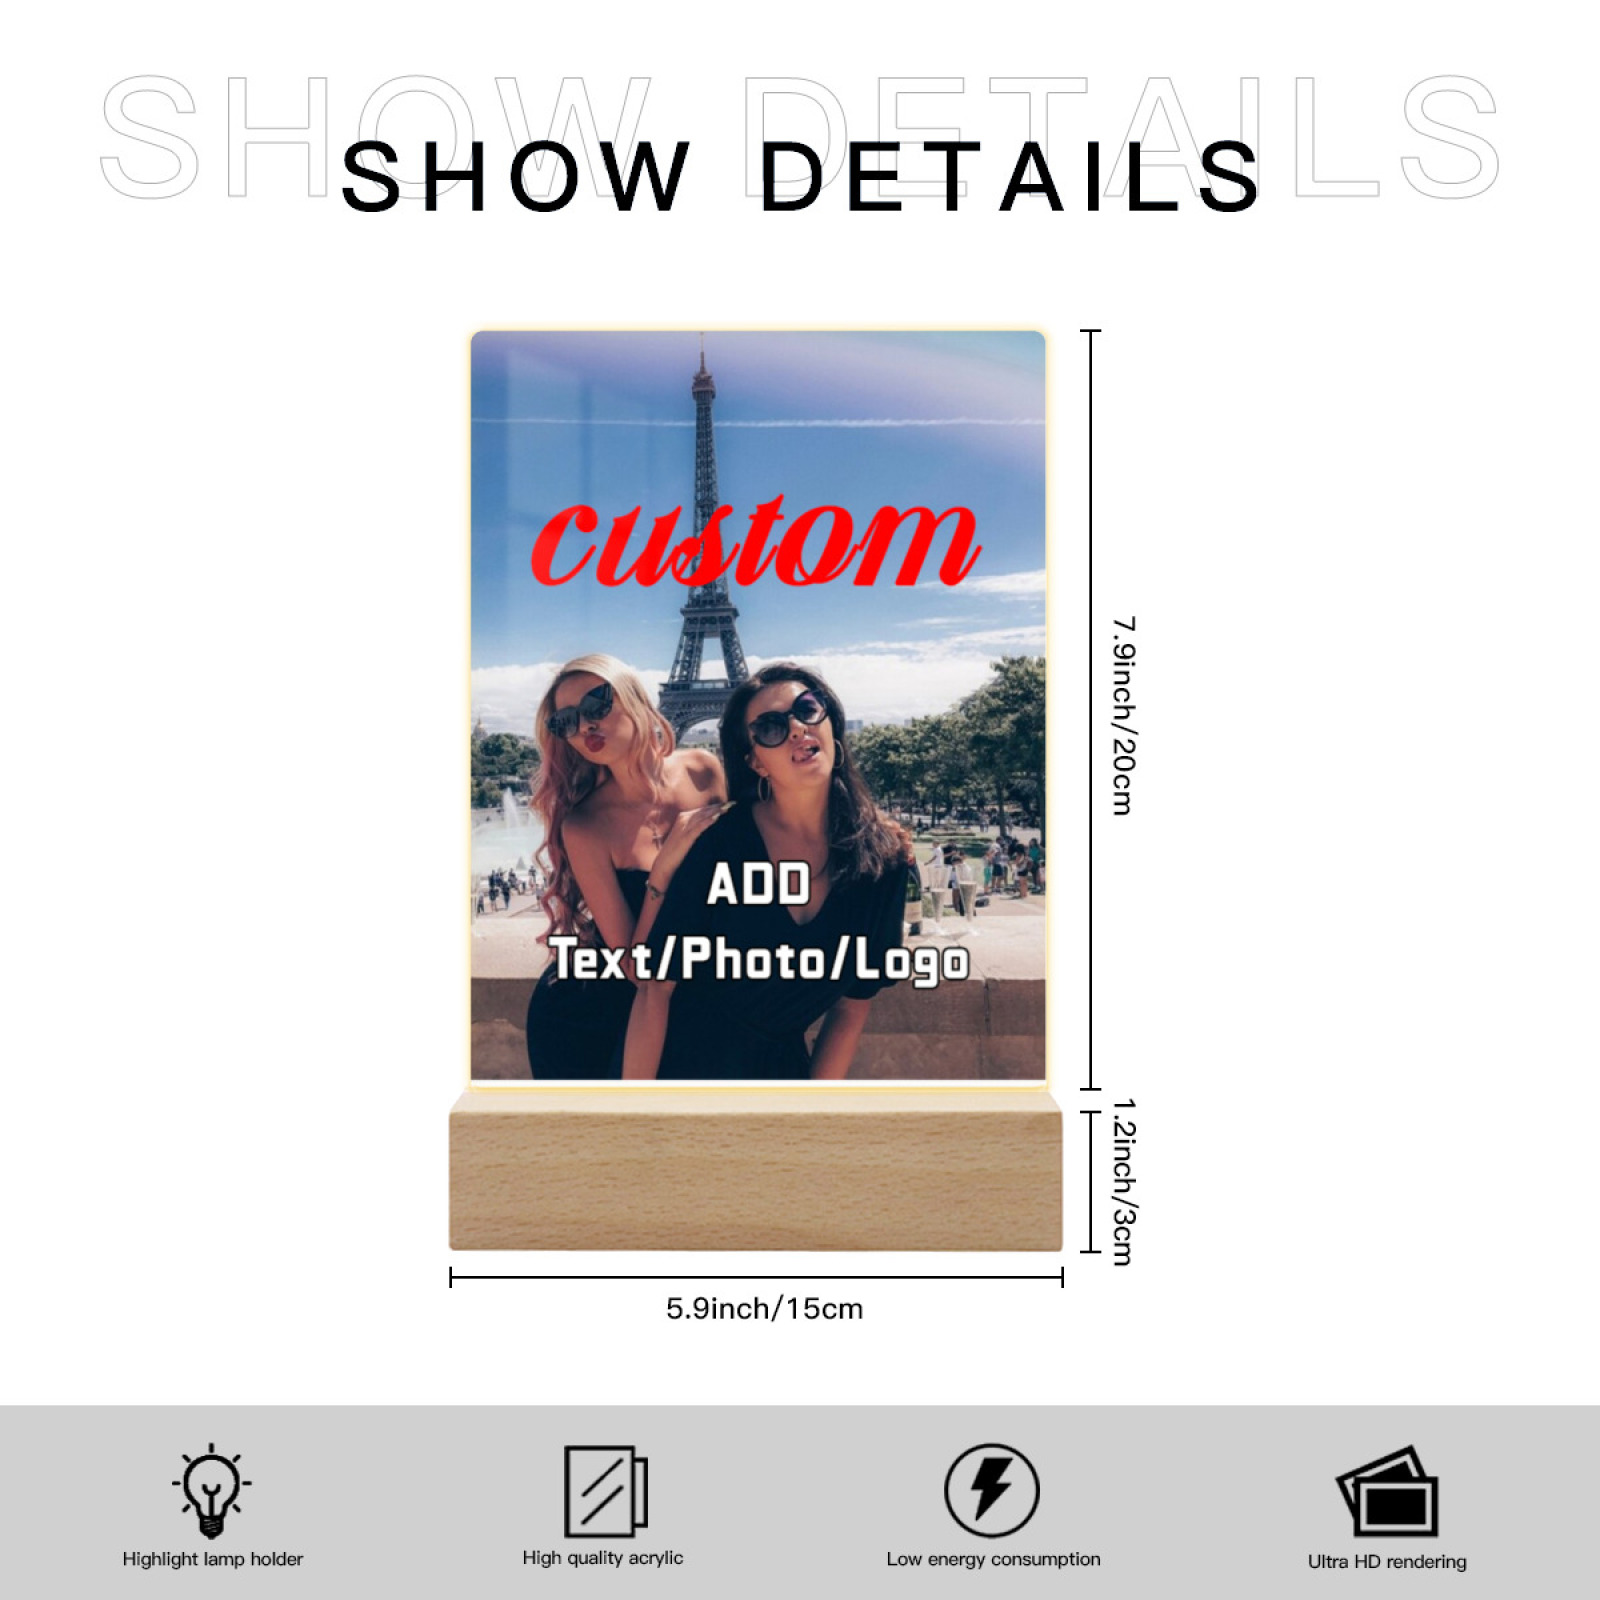 SHOW DETAILS
SHOW DETAILS
custom
ADD
Text/Photo/Logo
7.9inch/20cm
1.2inch/3cm
5.9inch/15cm
Highlight lamp holder
High quality acrylic
Low energy consumption
Ultra HD rendering